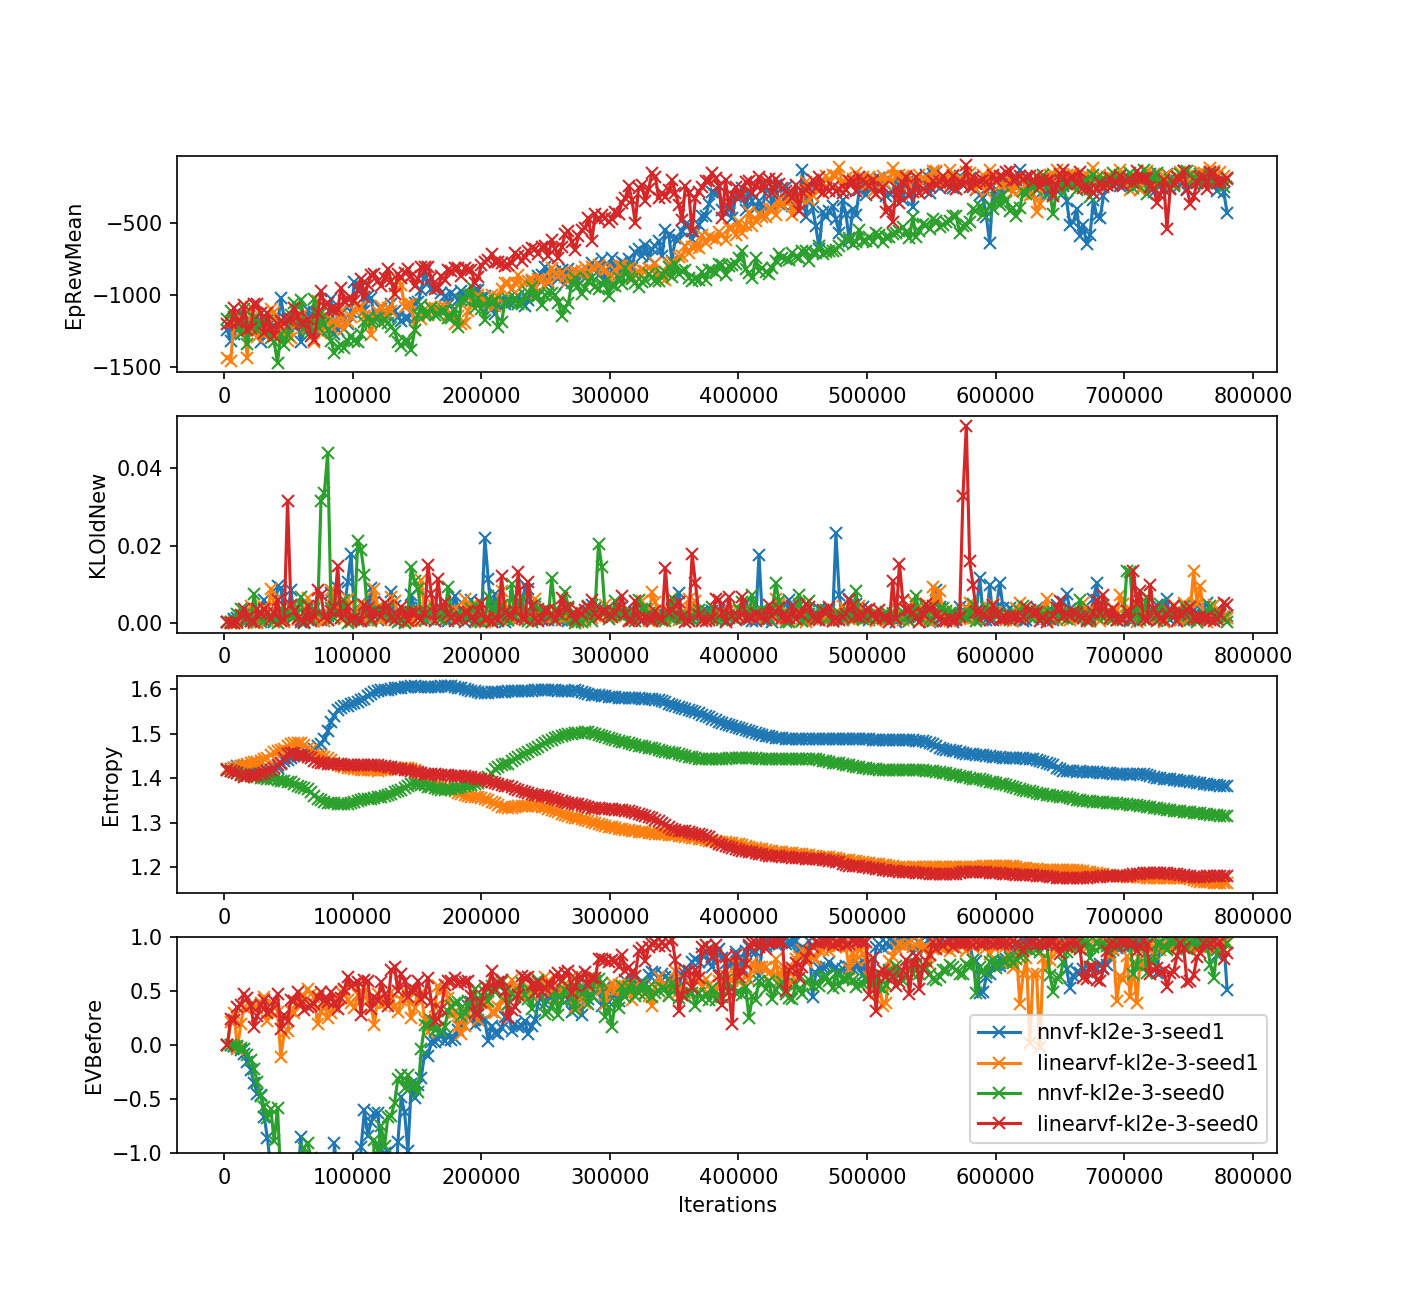 EpRewMean
−500
−1000
−1500
0 100000 200000 300000 400000 500000 600000 700000 800000
KLOldNew
0.04
0.02
0.00
0 100000 200000 300000 400000 500000 600000 700000 800000
Entropy
1.6
1.5
1.4
1.3
1.2
0 100000 200000 300000 400000 500000 600000 700000 800000
EVBefore
1.0
0.5
0.0
−0.5
−1.0
nnvf-kl2e-3-seed1
linearvf-kl2e-3-seed1
nnvf-kl2e-3-seed0
linearvf-kl2e-3-seed0
0 100000 200000 300000 400000 500000 600000 700000 800000
Iterations